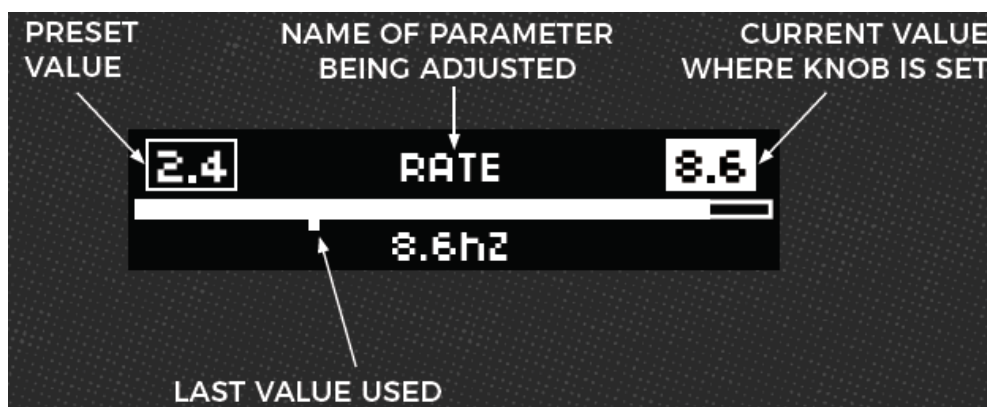 PRESET
VALUE
NAME OF PARAMETER
BEING ADJUSTED
CURRENT VALUE
WHERE KNOB IS SET
2.4
RATE
8.6
8.6hZ
LAST VALUE USED